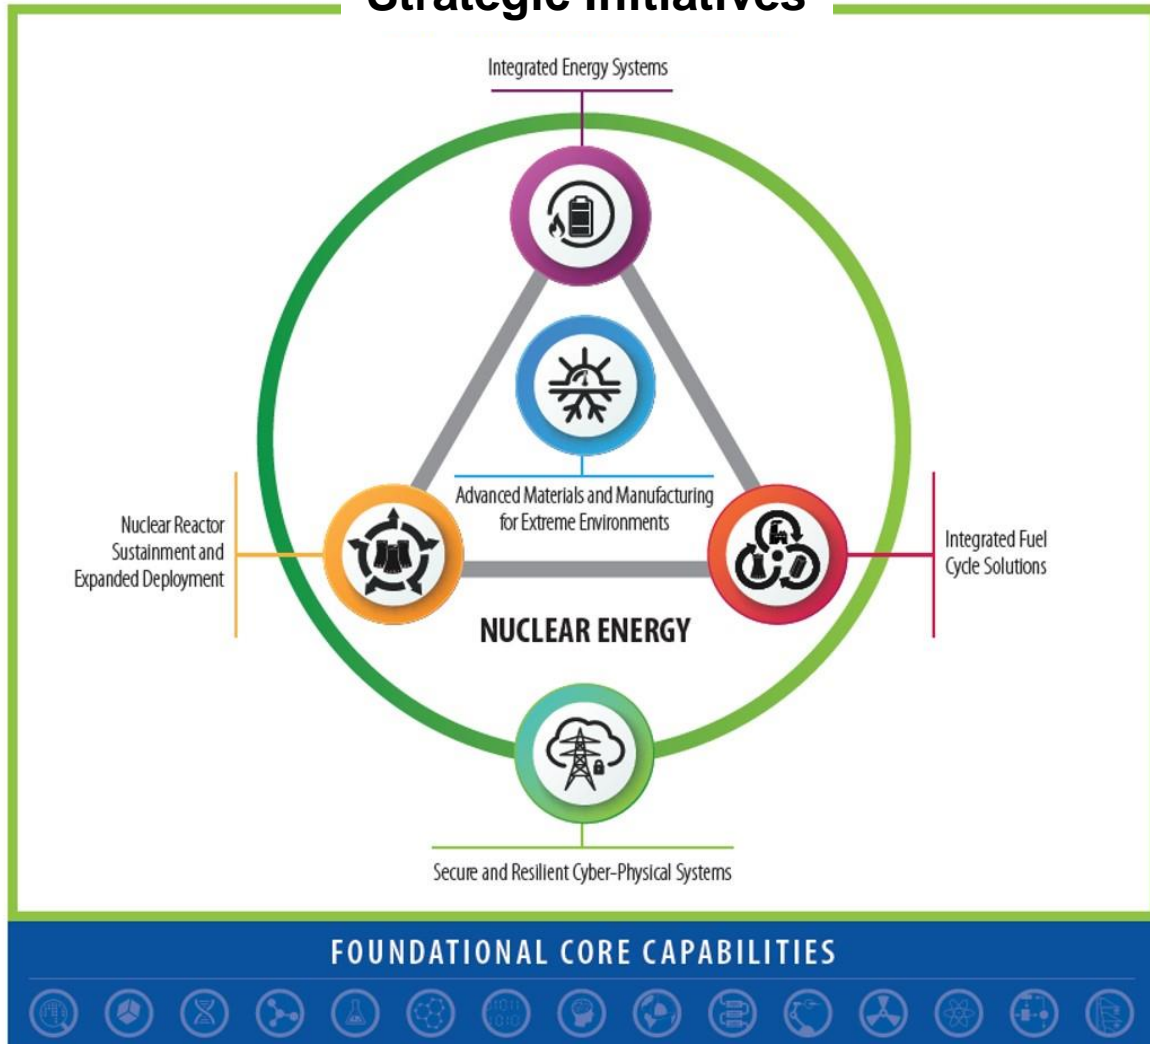 Strategic Initiatives
Integrated Energy Systems
Advanced Materials and Manufacturing
for Extreme Environments
Nuclear Reactor
Sustainment and
Expanded Deployment
Integrated Fuel
Cycle Solutions
NUCLEAR ENERGY
Secure and Resilient Cyber-Physical Systems
FOUNDATIONAL CORE CAPABILITIES